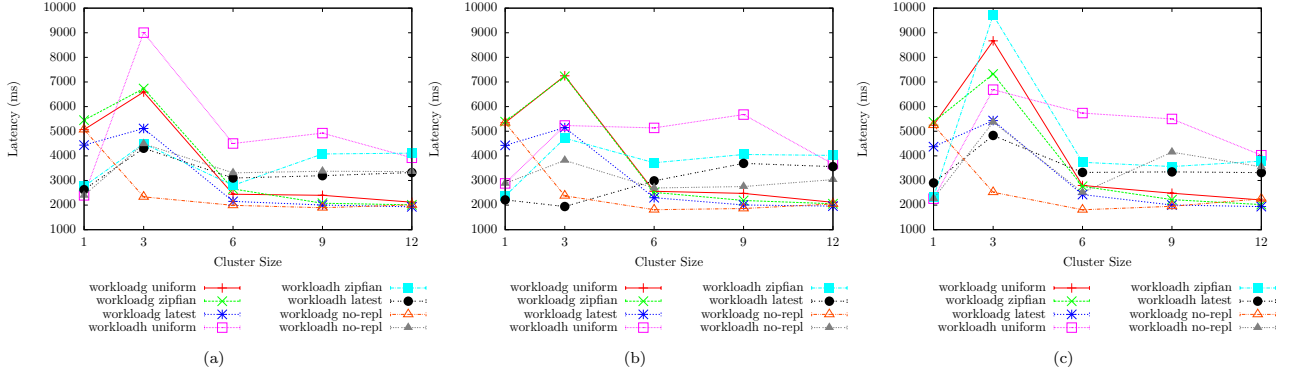 10000
9000
8000
7000
6000
5000
4000
3000
2000
1000
Latency (ms)
1 3 6 9 12
Cluster Size
workloadg uniform
workloadg zipfian
workloadg latest
workloadh uniform
workloadh zipfian
workloadh latest
workloadg no-repl
workloadh no-repl
(a)
10000
9000
8000
7000
6000
5000
4000
3000
2000
1000
Latency (ms)
1 3 6 9 12
Cluster Size
workloadg uniform
workloadg zipfian
workloadg latest
workloadh uniform
workloadh zipfian
workloadh latest
workloadg no-repl
workloadh no-repl
(b)
10000
9000
8000
7000
6000
5000
4000
3000
2000
1000
Latency (ms)
1 3 6 9 12
Cluster Size
workloadg uniform
workloadg zipfian
workloadg latest
workloadh uniform
workloadh zipfian
workloadh latest
workloadg no-repl
workloadh no-repl
(c)